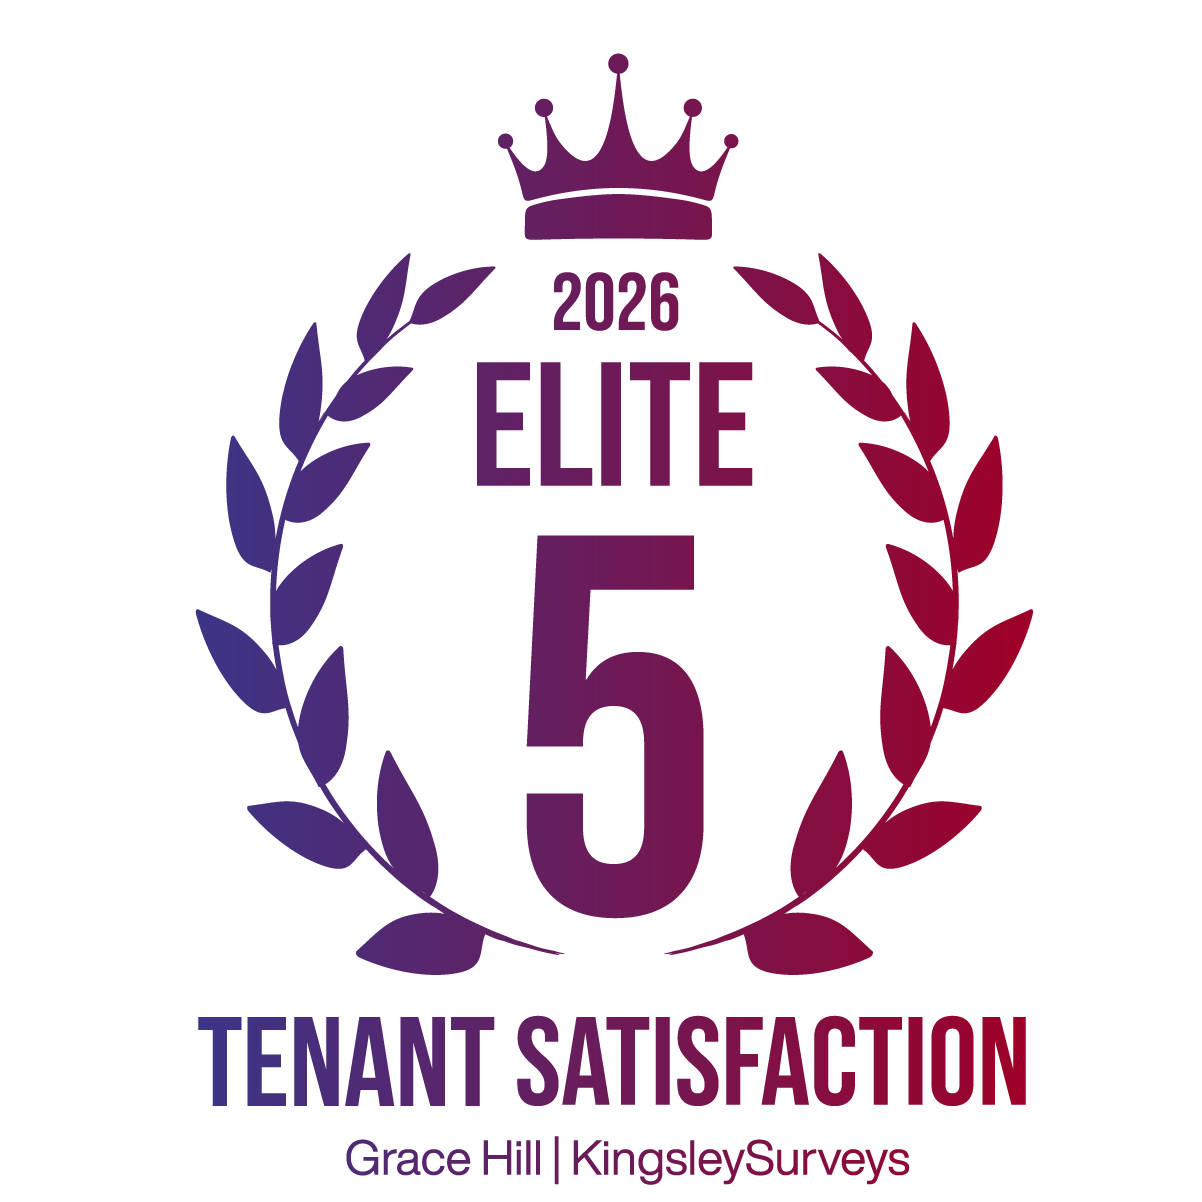 2026
ELITE
5
TENANT SATISFACTION
Grace Hill | KingsleySurveys